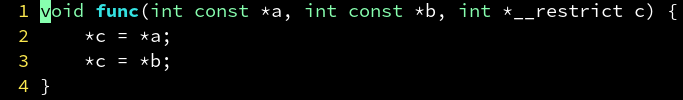 1 void func(int const *a, int const *b, int *__restrict c) {
2     *c = *a;
3     *c = *b;
4 }